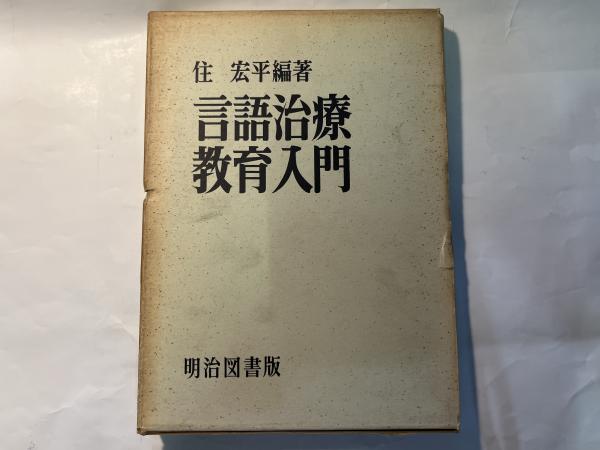 住 宏平編著
言語治療
教育入門
明治図書版